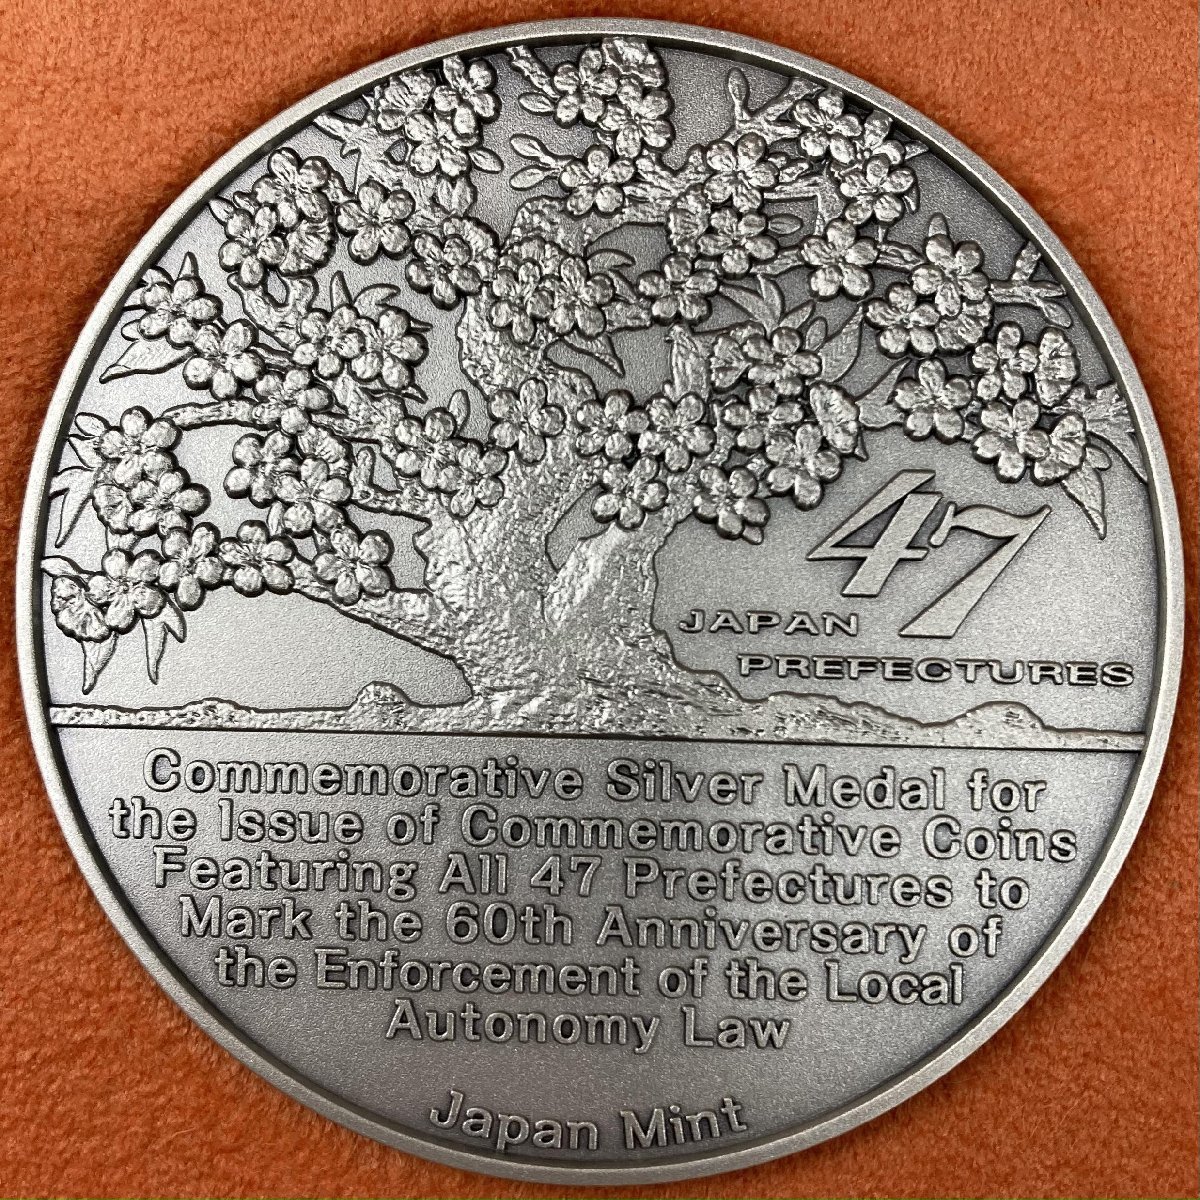 47
JAPAN
PREFECTURES
Commemorative Silver Medal for
the Issue of Commemorative Coins
Featuring All 47 Prefectures to
Mark the 60th Anniversary of
the Enforcement of the Local
Autonomy Law
Japan Mint